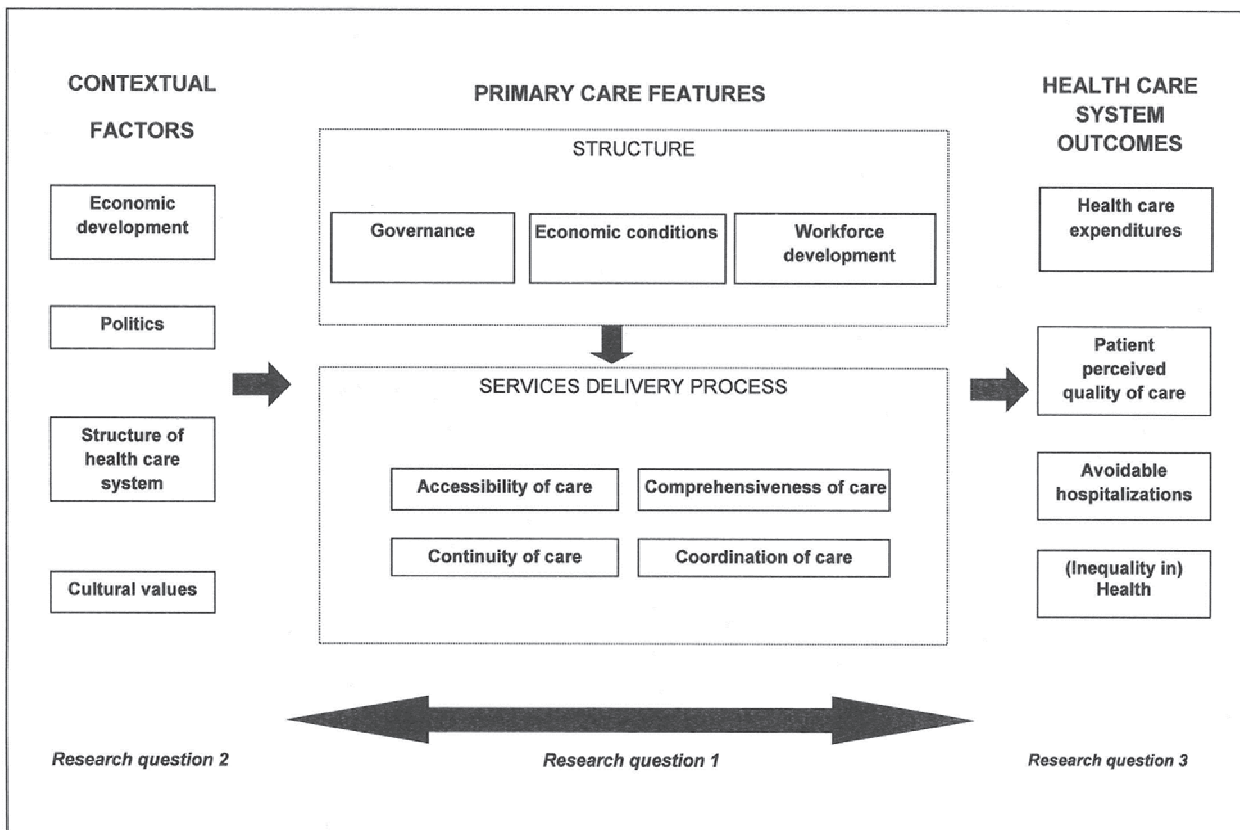 CONTEXTUAL
FACTORS
Economic
development
Politics
Structure of
health care
system
Cultural values
PRIMARY CARE FEATURES
STRUCTURE
Governance
Economic conditions
Workforce
development
SERVICES DELIVERY PROCESS
Accessibility of care
Comprehensiveness of care
Continuity of care
Coordination of care
HEALTH CARE
SYSTEM
OUTCOMES
Health care
expenditures
Patient
perceived
quality of care
Avoidable
hospitalizations
(Inequality in)
Health
Research question 2
Research question 1
Research question 3